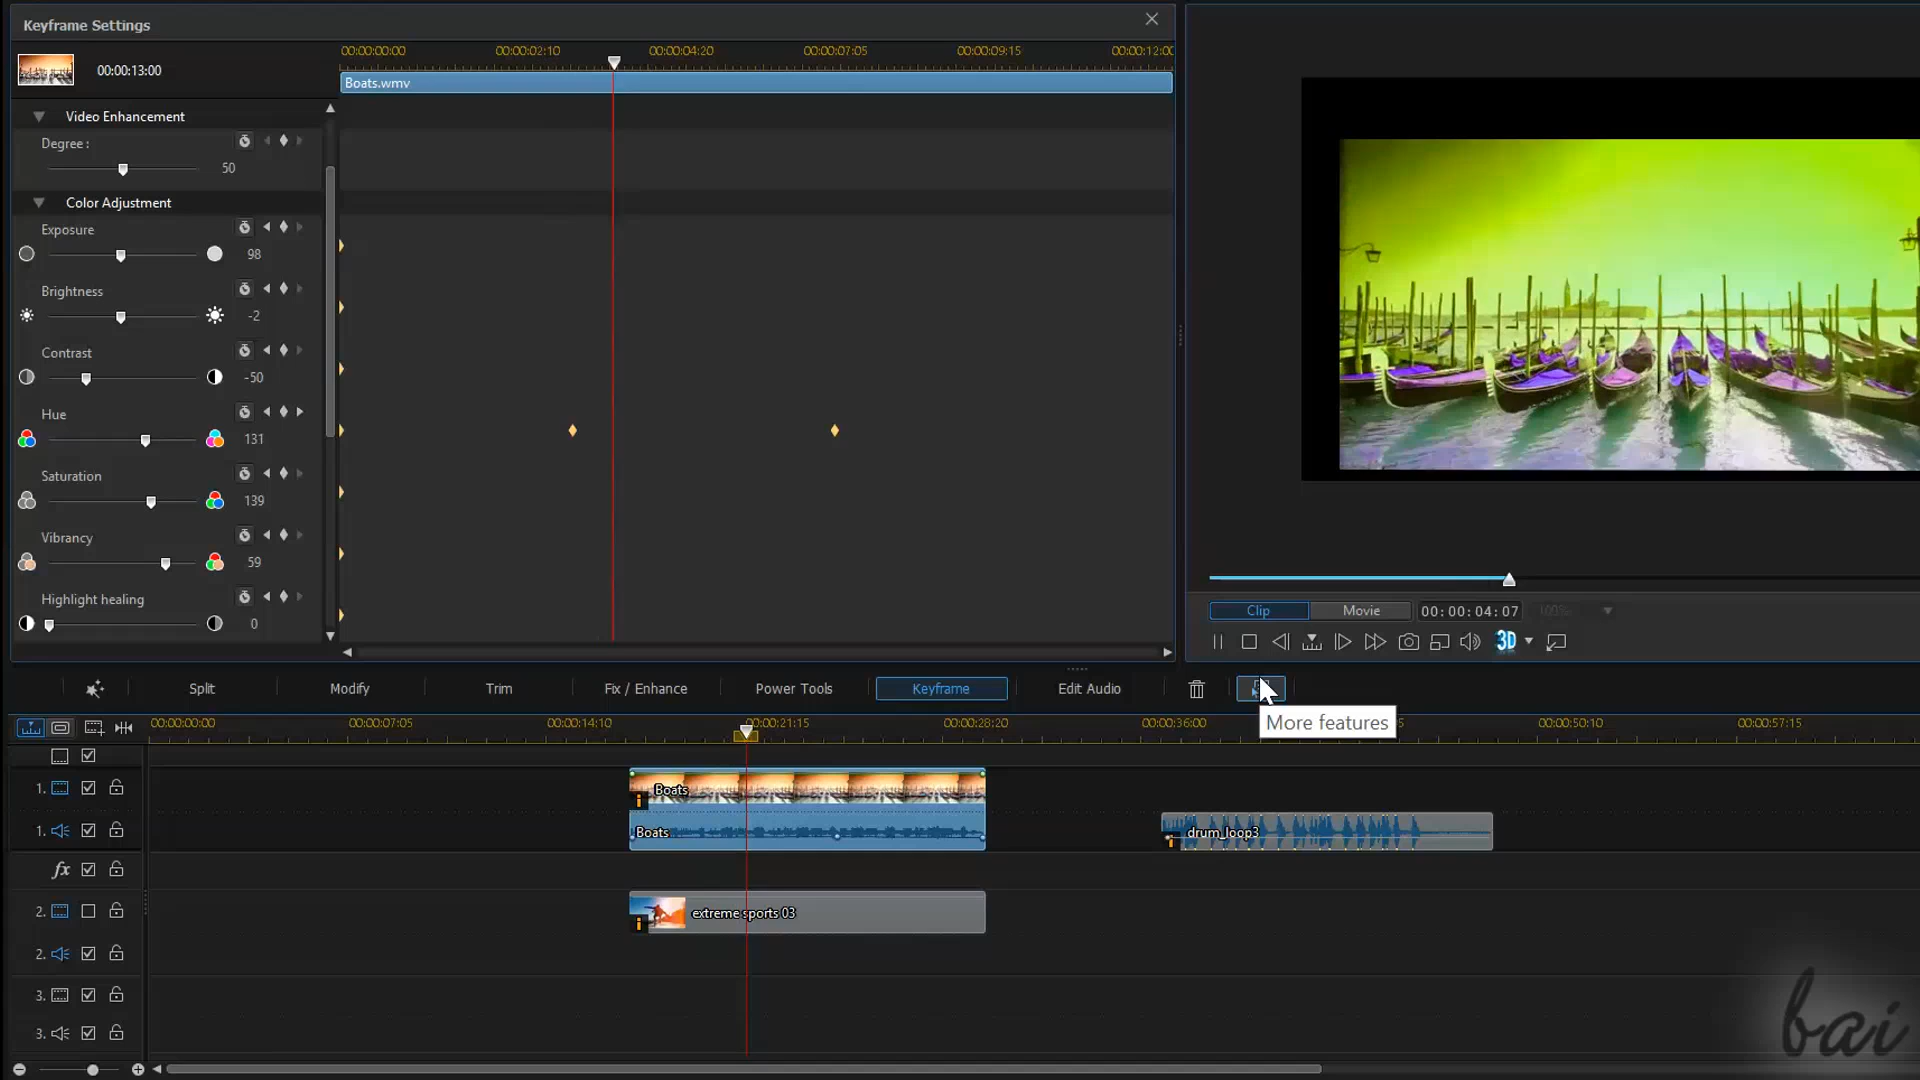 Keyframe Settings
00:00:13:00
00:00:00:00 00:00:02:10 00:00:04:20 00:00:07:05 00:00:09:15 00:00:12:00
Boats.wmv
Video Enhancement
Degree :
50
Color Adjustment
Exposure
98
Brightness
-2
Contrast
-50
Hue
131
Saturation
139
Vibrancy
59
Highlight healing
0
Clip Movie 00:00:04:07
3D
Split Modify Trim Fix / Enhance Power Tools Keyframe Edit Audio
More features
00:00:00:00 00:00:07:05 00:00:14:10 00:00:21:15 00:00:28:20 00:00:36:00 00:00:50:10 00:00:57:15
1.
Boats
1.
Boats
drum_loop3
fx
2.
extreme sports 03
2.
3.
3.
bai